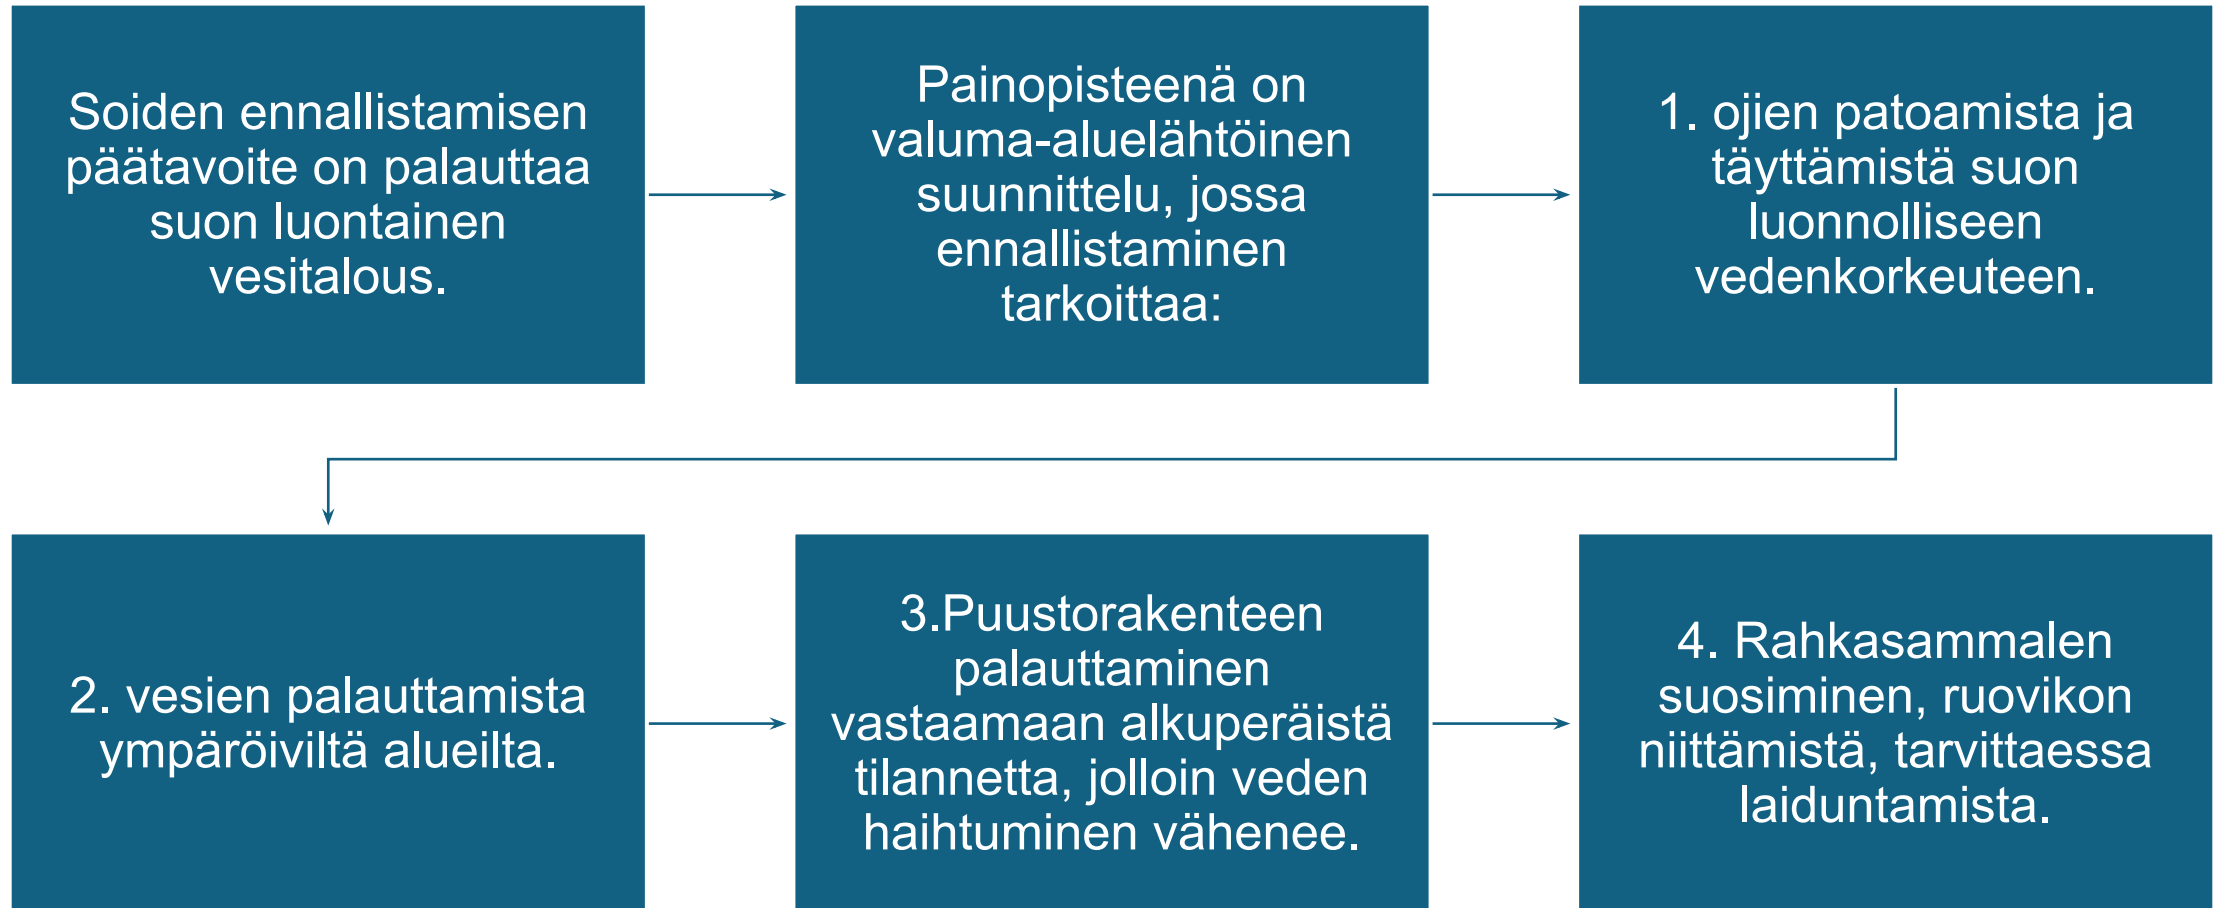 Soiden ennallistamisen
päätavoite on palauttaa
suon luontainen
vesitalous.
Painopisteenä on
valuma-aluelähtöinen
suunnittelu, jossa
ennallistaminen
tarkoittaa:
1. ojien patoamista ja
täyttämistä suon
luonnolliseen
vedenkorkeuteen.
2. vesien palauttamista
ympäröiviltä alueilta.
3.Puustorakenteen
palauttaminen
vastaamaan alkuperäistä
tilannetta, jolloin veden
haihtuminen vähenee.
4. Rahkasammalen
suosiminen, ruovikon
niittämistä, tarvittaessa
laiduntamista.